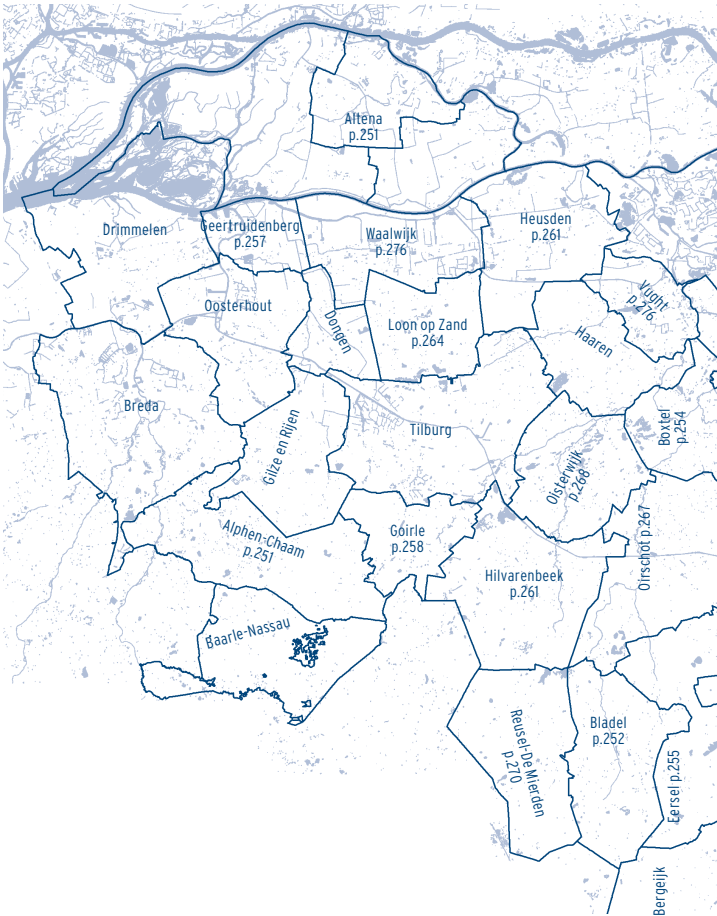 Altena
p.251
Drimmelen
Geertruidenberg
p.257
Waalwijk
p.276
Heusden
p.261
Vught
p.276
Oosterhout
Dongen
Loon op Zand
p.264
Haaren
Breda
Gilze en Rijen
Tilburg
Boxtel
p.254
Oisterwijk
p.268
Alphen-Chaam
p.251
Goirle
p.258
Oirschot p.267
Hilvarenbeek
p.261
Baarle-Nassau
Reusel-De Mierden
p.270
Bladel
p.252
Eersel p.255
Bergeijk